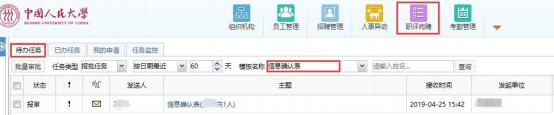 中国人民大学
RENMIN UNIVERSITY OF CHINA
组织机构 员工管理 招聘管理 人事异动 职评岗聘 考勤管理
待办任务 已办任务 我的申请 任务监控
批量审批 任务类型 报批任务 按日期最近 60 天 模板名称 信息确认表 请输入姓名... 查询
状态 ! 发送人 主题 接收时间 发起单位
报审 ! 信息确认表( 共1人) 2019-04-25 15:42